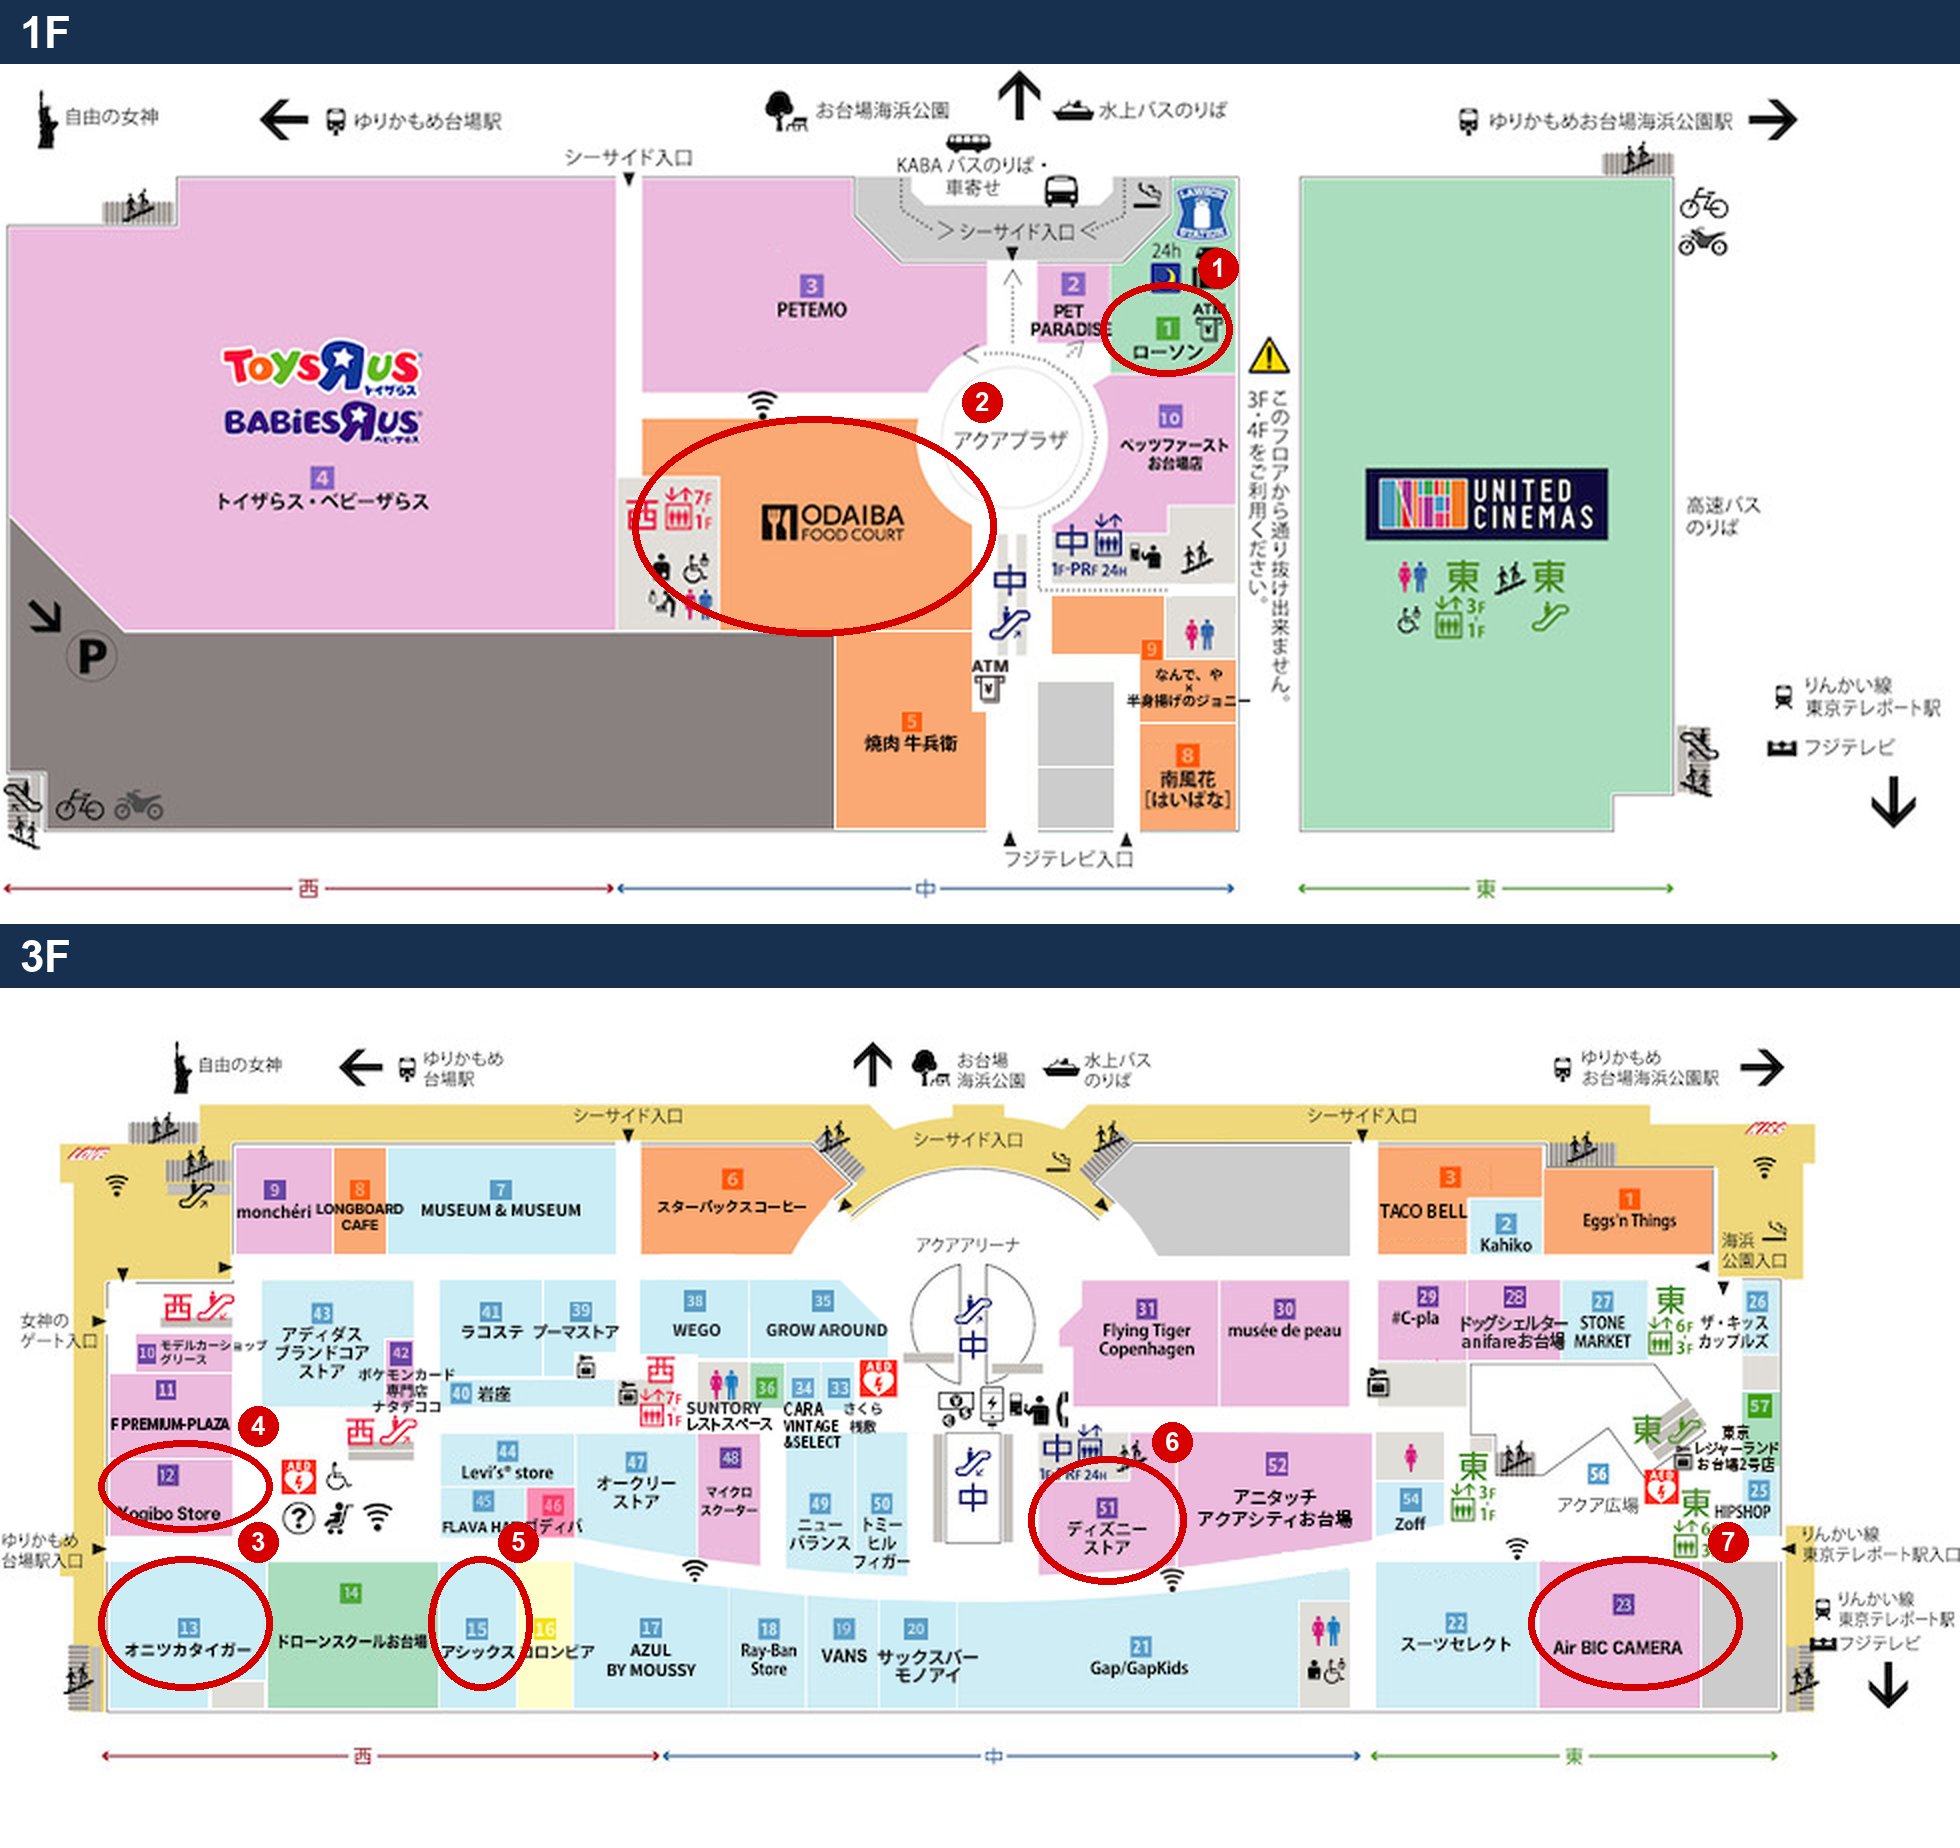 1F
自由の女神
ゆりかもめ台場駅
お台場海浜公園
水上バスのりば
ゆりかもめお台場海浜公園駅
シーサイド入口
KABA バスのりば・
車寄せ
シーサイド入口
LAWSON
STATION
24h
1
3
PETEMO
2
PET
PARADISE
ATM
1
ローソン
TOYSRUS
トイザらス
BABIESRUS
ベビーザらス
4
トイザらス・ベビーザらス
2
アクアプラザ
10
ペッツファースト
お台場店
このフロアから通り抜け出来ません。
3F・4Fをご利用ください。
西
7F
1F
ODAIBA
FOOD COURT
中
1F-PRF 24H
中
UNITED
CINEMAS
東
東
3F
1F
高速バス
のりば
P
ATM
9
なんで、や
×
半身揚げのジョニー
5
焼肉 牛兵衛
8
南風花
[はいばな]
りんかい線
東京テレポート駅
フジテレビ
フジテレビ入口
西
中
東
3F
自由の女神
ゆりかもめ
台場駅
お台場
海浜公園
水上バス
のりば
ゆりかもめ
お台場海浜公園駅
シーサイド入口
シーサイド入口
シーサイド入口
9
monchéri
8
LONGBOARD
CAFE
7
MUSEUM & MUSEUM
6
スターバックスコーヒー
3
TACO BELL
2
Kahiko
1
Eggs'n Things
アクアアリーナ
海浜
公園入口
女神の
ゲート入口
西
10
モデルカーショップ
グリース
43
アディダス
ブランドコア
ストア
42
ポケモンカード
専門店
ナタデココ
41
ラコステ
39
プーマストア
40
岩座
38
WEGO
35
GROW AROUND
中
31
Flying Tiger
Copenhagen
30
musée de peau
29
#C-pla
28
ドッグシェルター
anifareお台場
27
STONE
MARKET
東
6F
3F
26
ザ・キッス
カップルズ
11
F PREMIUM-PLAZA
西
西
7F
1F
SUNTORY
レストスペース
36
34
CARA
VINTAGE
&SELECT
33
さくら
桟敷
AED
57
東京
レジャーランド
お台場2号店
東
4
12
Yogibo Store
AED
?
44
Levi's® store
45
FLAVA HA
46
ゴディバ
47
オークリー
ストア
48
マイクロ
スクーター
49
ニュー
バランス
50
トミー
ヒル
フィガー
中
中
24H
6
51
ディズニー
ストア
52
アニタッチ
アクアシティお台場
54
Zoff
東
3F
1F
56
アクア広場
AED
東
25
HIPSHOP
ゆりかもめ
台場駅入口
3
5
7
りんかい線
東京テレポート駅入口
13
オニツカタイガー
14
ドローンスクールお台場
15
アシックス
16
コロンビア
17
AZUL
BY MOUSSY
18
Ray-Ban
Store
19
VANS
20
サックスバー
モノアイ
21
Gap/GapKids
22
スーツセレクト
23
Air BIC CAMERA
りんかい線
東京テレポート駅
フジテレビ
西
中
東